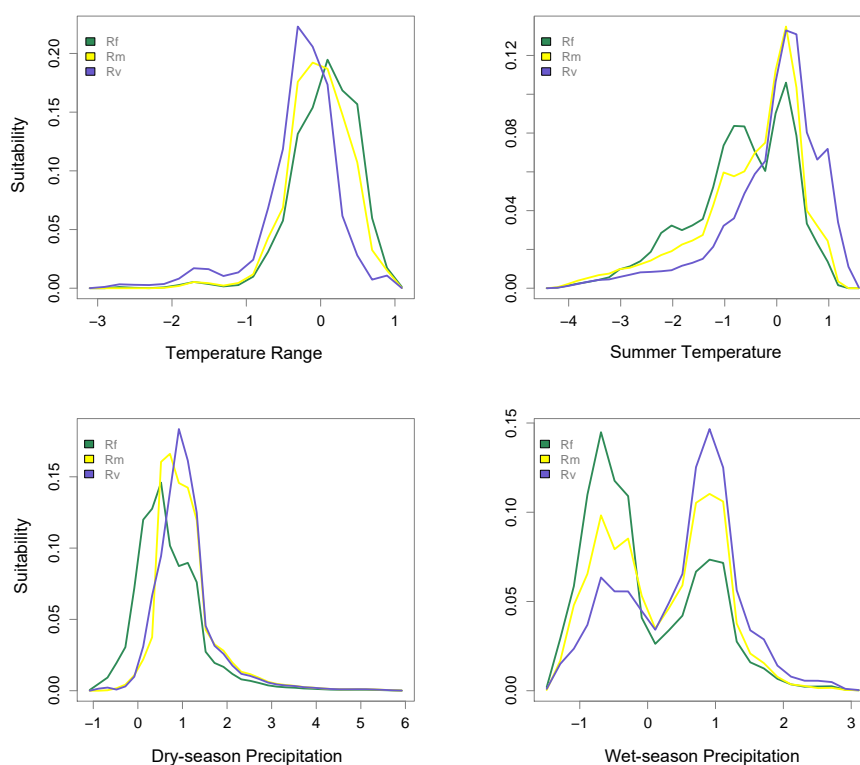 Suitability
0.00 0.05 0.10 0.15 0.20
Rf
Rm
Rv
−3 −2 −1 0 1
Temperature Range
0.00 0.04 0.08 0.12
Rf
Rm
Rv
−4 −3 −2 −1 0 1
Summer Temperature
Suitability
0.00 0.05 0.10 0.15
Rf
Rm
Rv
−1 0 1 2 3 4 5 6
Dry-season Precipitation
0.00 0.05 0.10 0.15
Rf
Rm
Rv
−1 0 1 2 3
Wet-season Precipitation